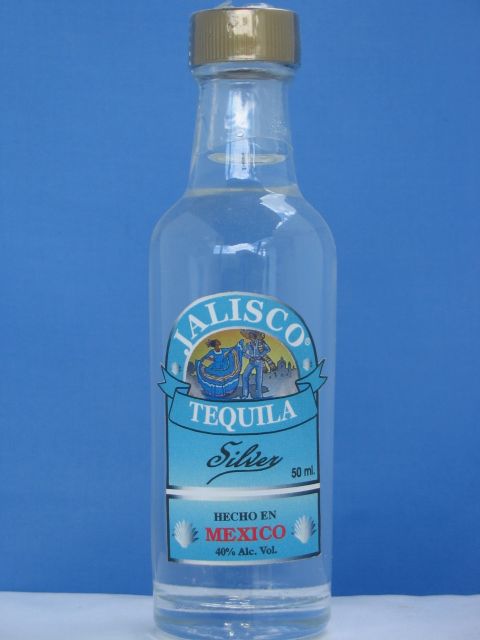 JALISCO®
TEQUILA
Silver
50 ml.
HECHO EN
MEXICO
40% Alc. Vol.